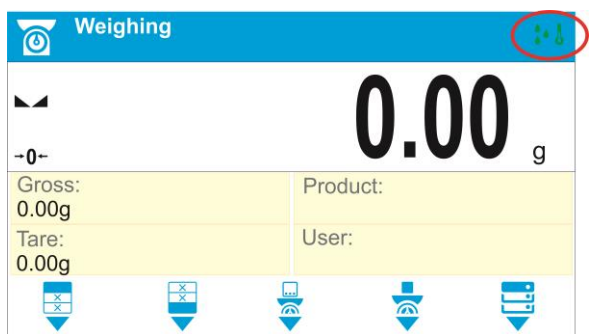 Weighing
0.00 g
→0←
Gross:
0.00g
Product:
Tare:
0.00g
User: